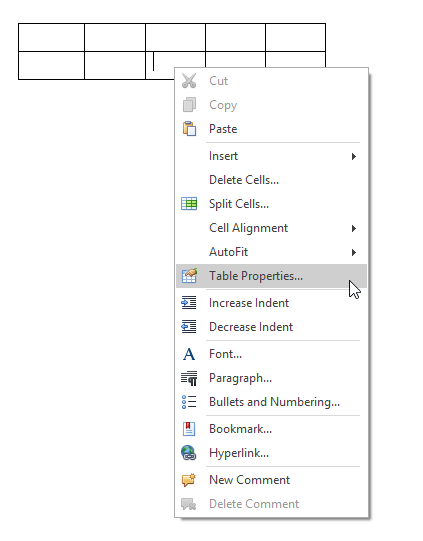 Cut
Copy
Paste
Insert
Delete Cells...
Split Cells...
Cell Alignment
AutoFit
Table Properties...
Increase Indent
Decrease Indent
Font...
Paragraph...
Bullets and Numbering...
Bookmark...
Hyperlink...
New Comment
Delete Comment